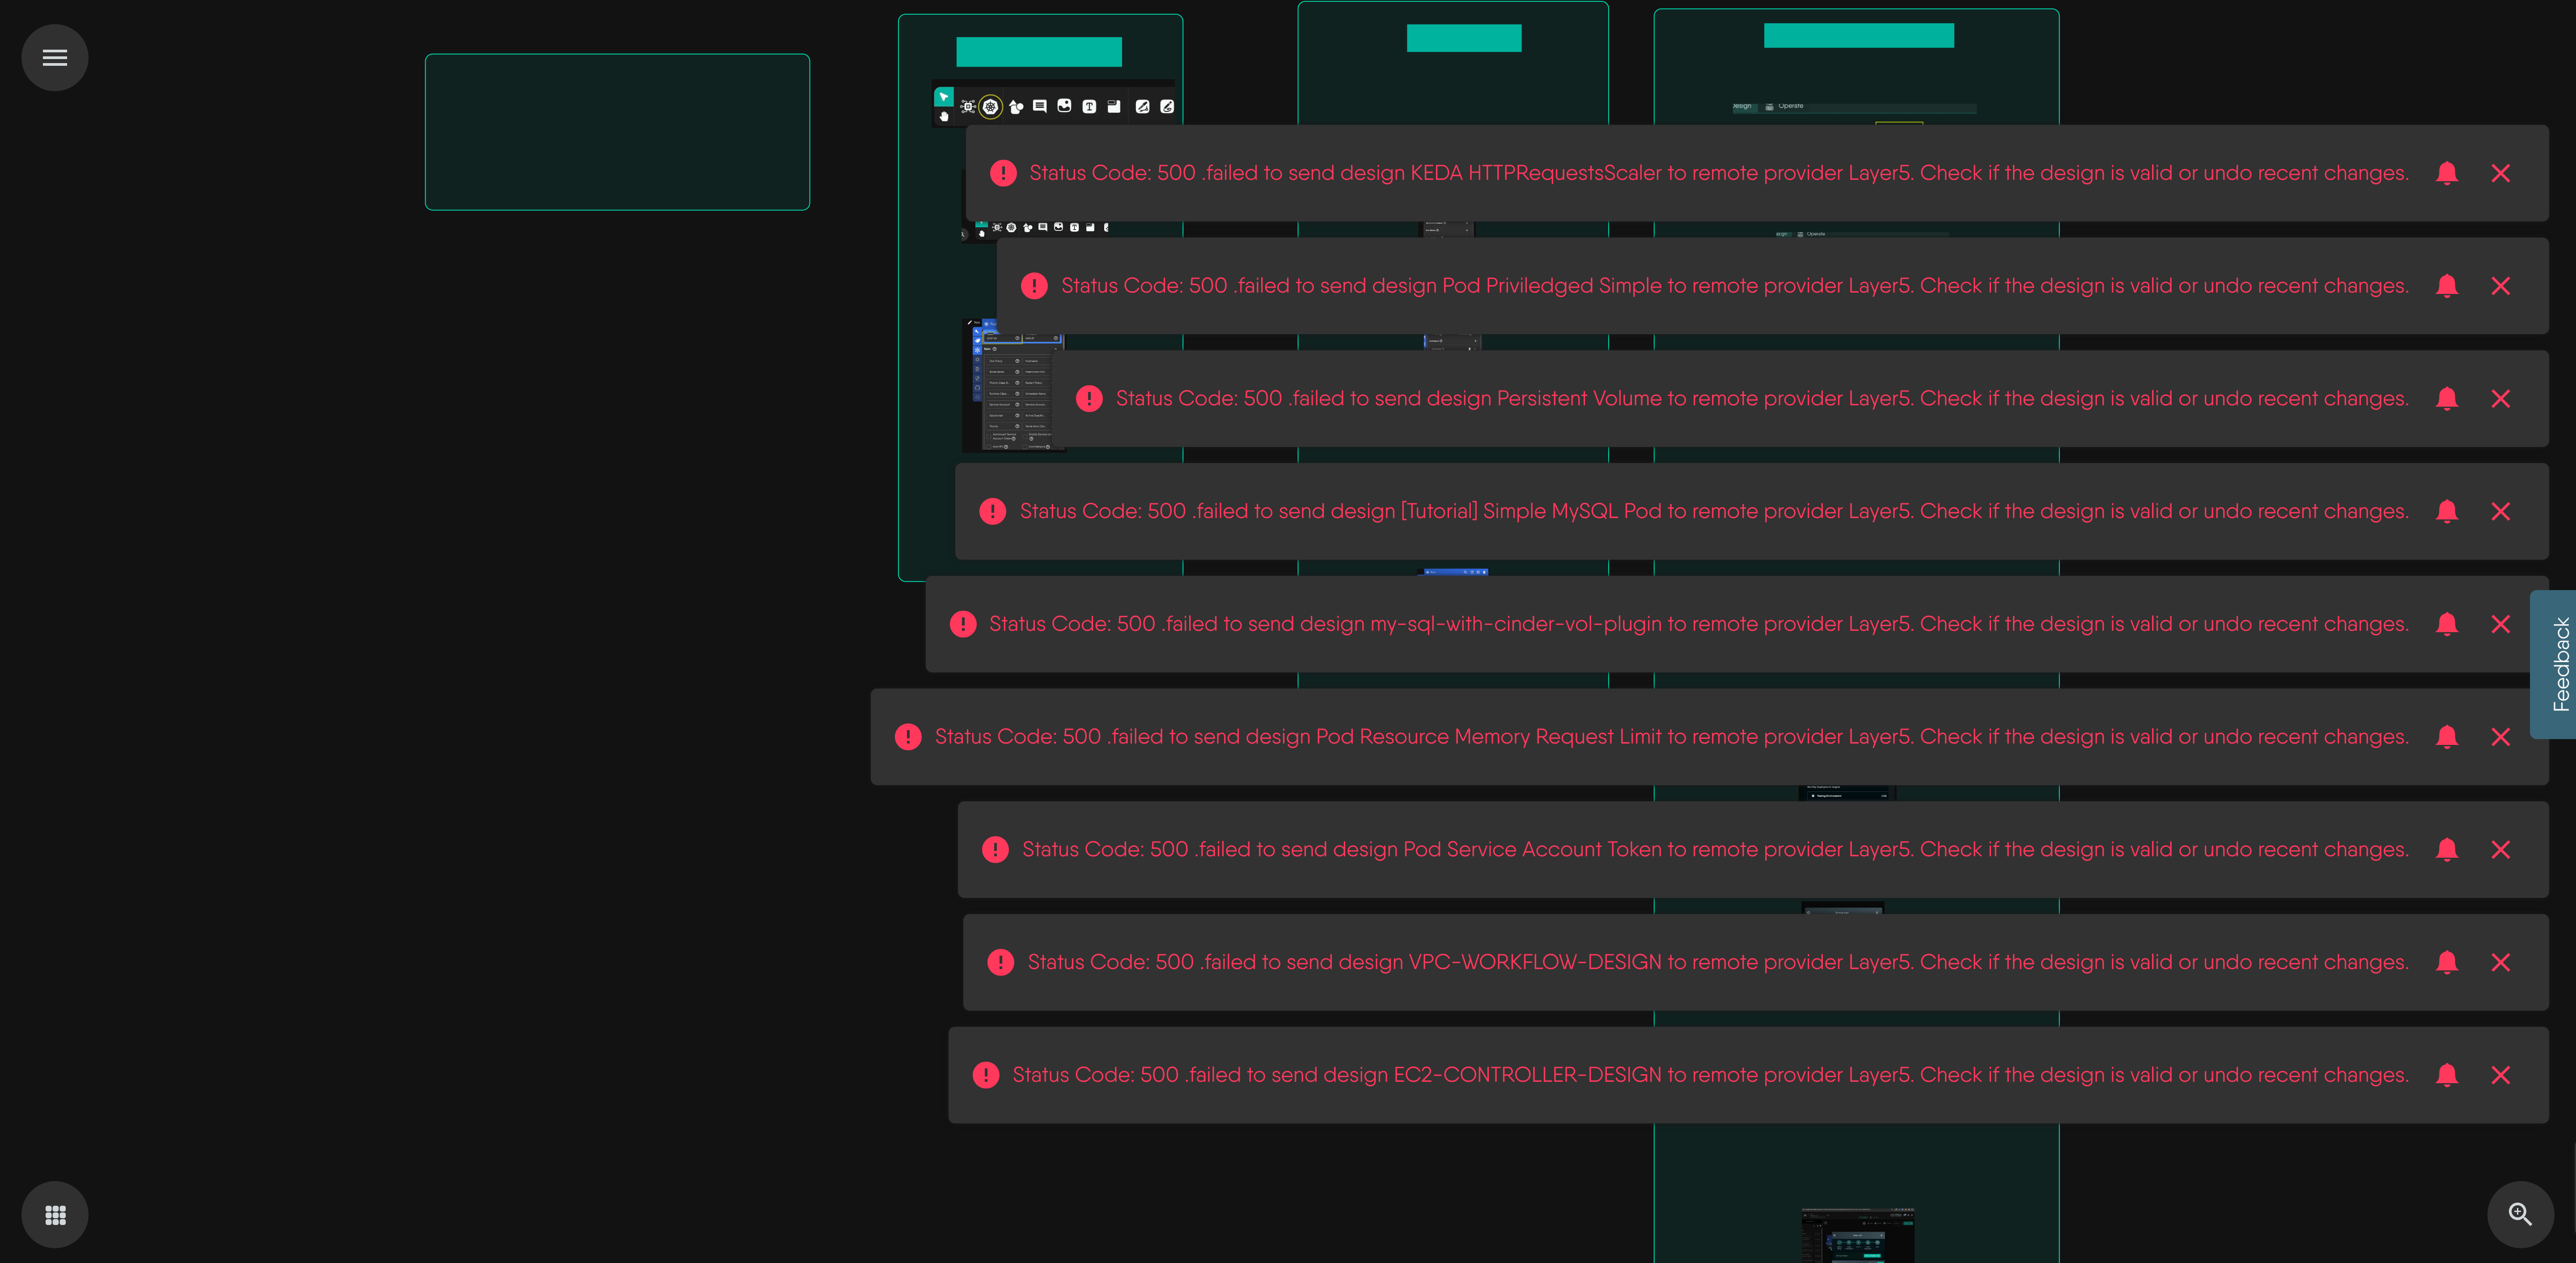 Design Operate
Status Code: 500 .failed to send design KEDA HTTPRequestsScaler to remote provider Layer5. Check if the design is valid or undo recent changes.
Operate
Status Code: 500 .failed to send design Pod Priviledged Simple to remote provider Layer5. Check if the design is valid or undo recent changes.
Status Code: 500 .failed to send design Persistent Volume to remote provider Layer5. Check if the design is valid or undo recent changes.
Status Code: 500 .failed to send design [Tutorial] Simple MySQL Pod to remote provider Layer5. Check if the design is valid or undo recent changes.
Status Code: 500 .failed to send design my-sql-with-cinder-vol-plugin to remote provider Layer5. Check if the design is valid or undo recent changes.
Feedback
Status Code: 500 .failed to send design Pod Resource Memory Request Limit to remote provider Layer5. Check if the design is valid or undo recent changes.
Status Code: 500 .failed to send design Pod Service Account Token to remote provider Layer5. Check if the design is valid or undo recent changes.
Status Code: 500 .failed to send design VPC-WORKFLOW-DESIGN to remote provider Layer5. Check if the design is valid or undo recent changes.
Status Code: 500 .failed to send design EC2-CONTROLLER-DESIGN to remote provider Layer5. Check if the design is valid or undo recent changes.